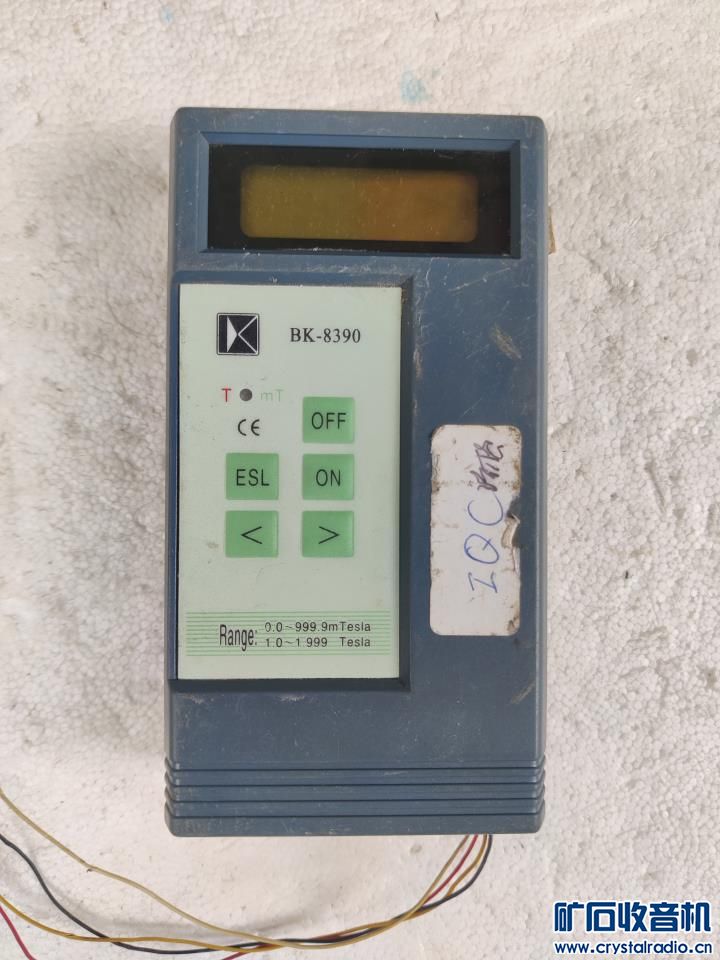 BK-8390
T mT
CE
OFF
ESL
ON
<
>
Range: 0.0~999.9mTesla
1.0~1.999 Tesla
IQC
矿石收音机
www.crystalradio.cn